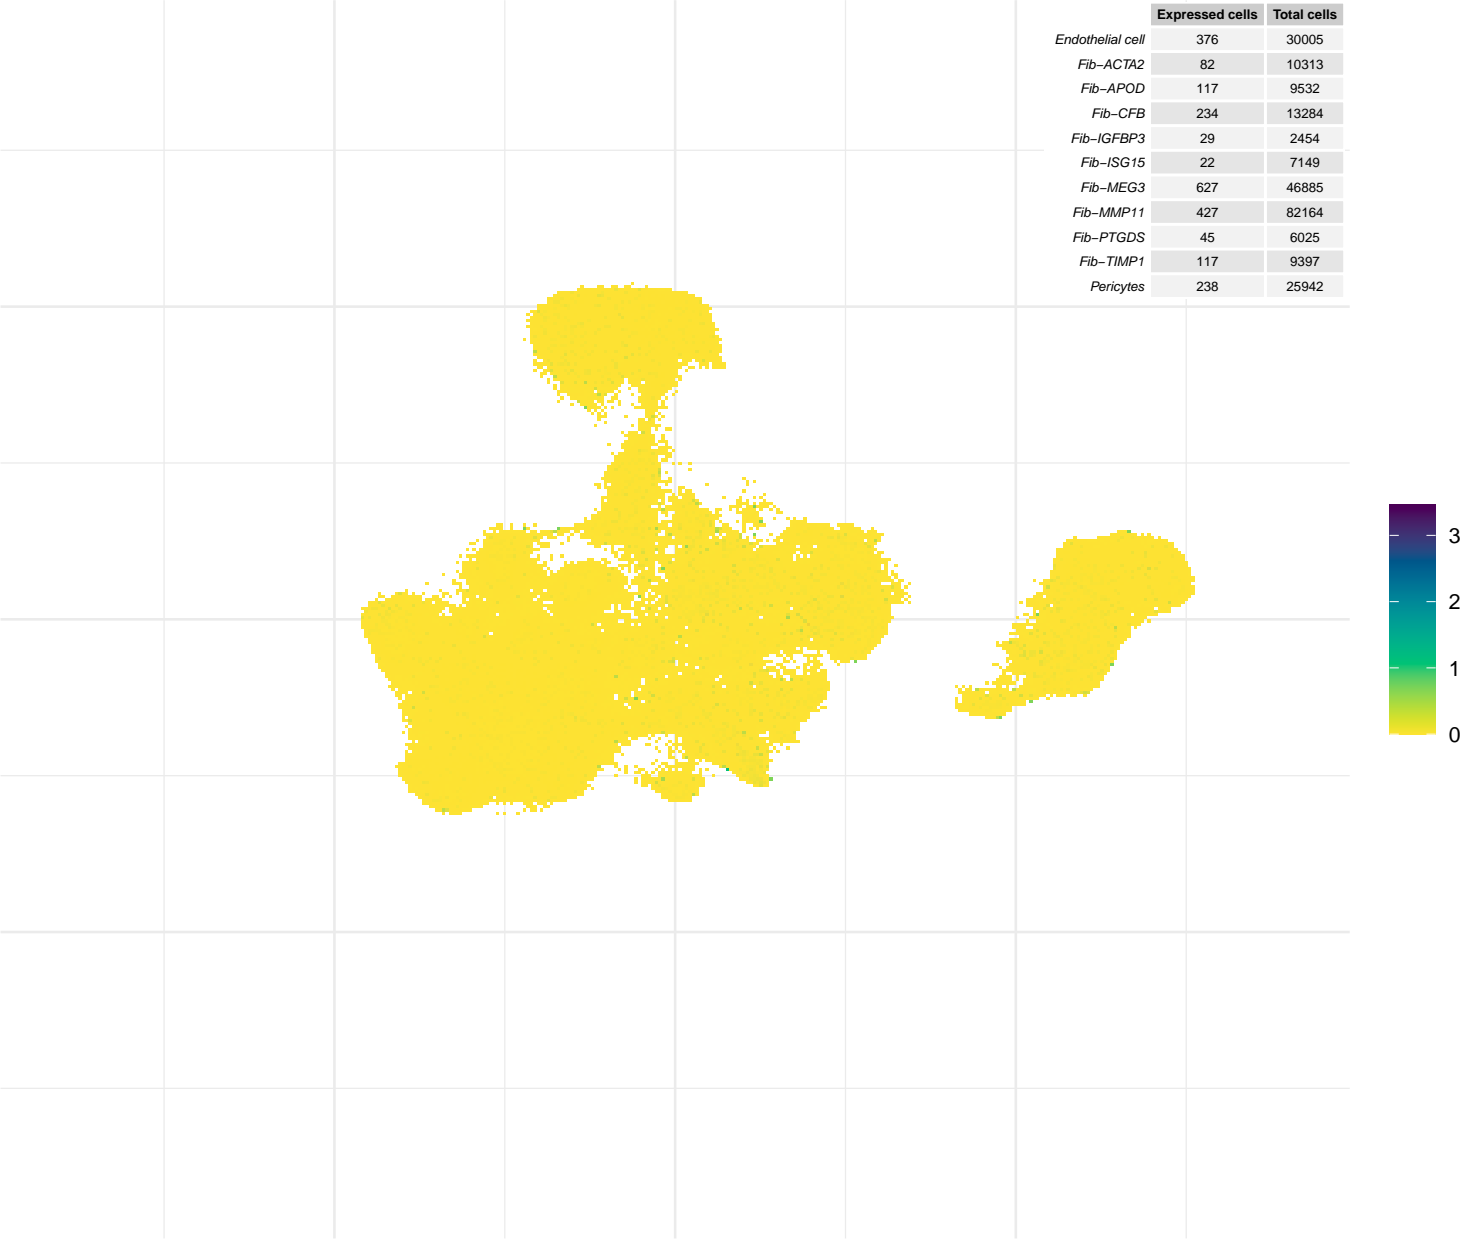 Expressed cells Total cells
Endothelial cell 376 30005
Fib−ACTA2 82 10313
Fib−APOD 117 9532
Fib−CFB 234 13284
Fib−IGFBP3 29 2454
Fib−ISG15 22 7149
Fib−MEG3 627 46885
Fib−MMP11 427 82164
Fib−PTGDS 45 6025
Fib−TIMP1 117 9397
Pericytes 238 25942
3
2
1
0